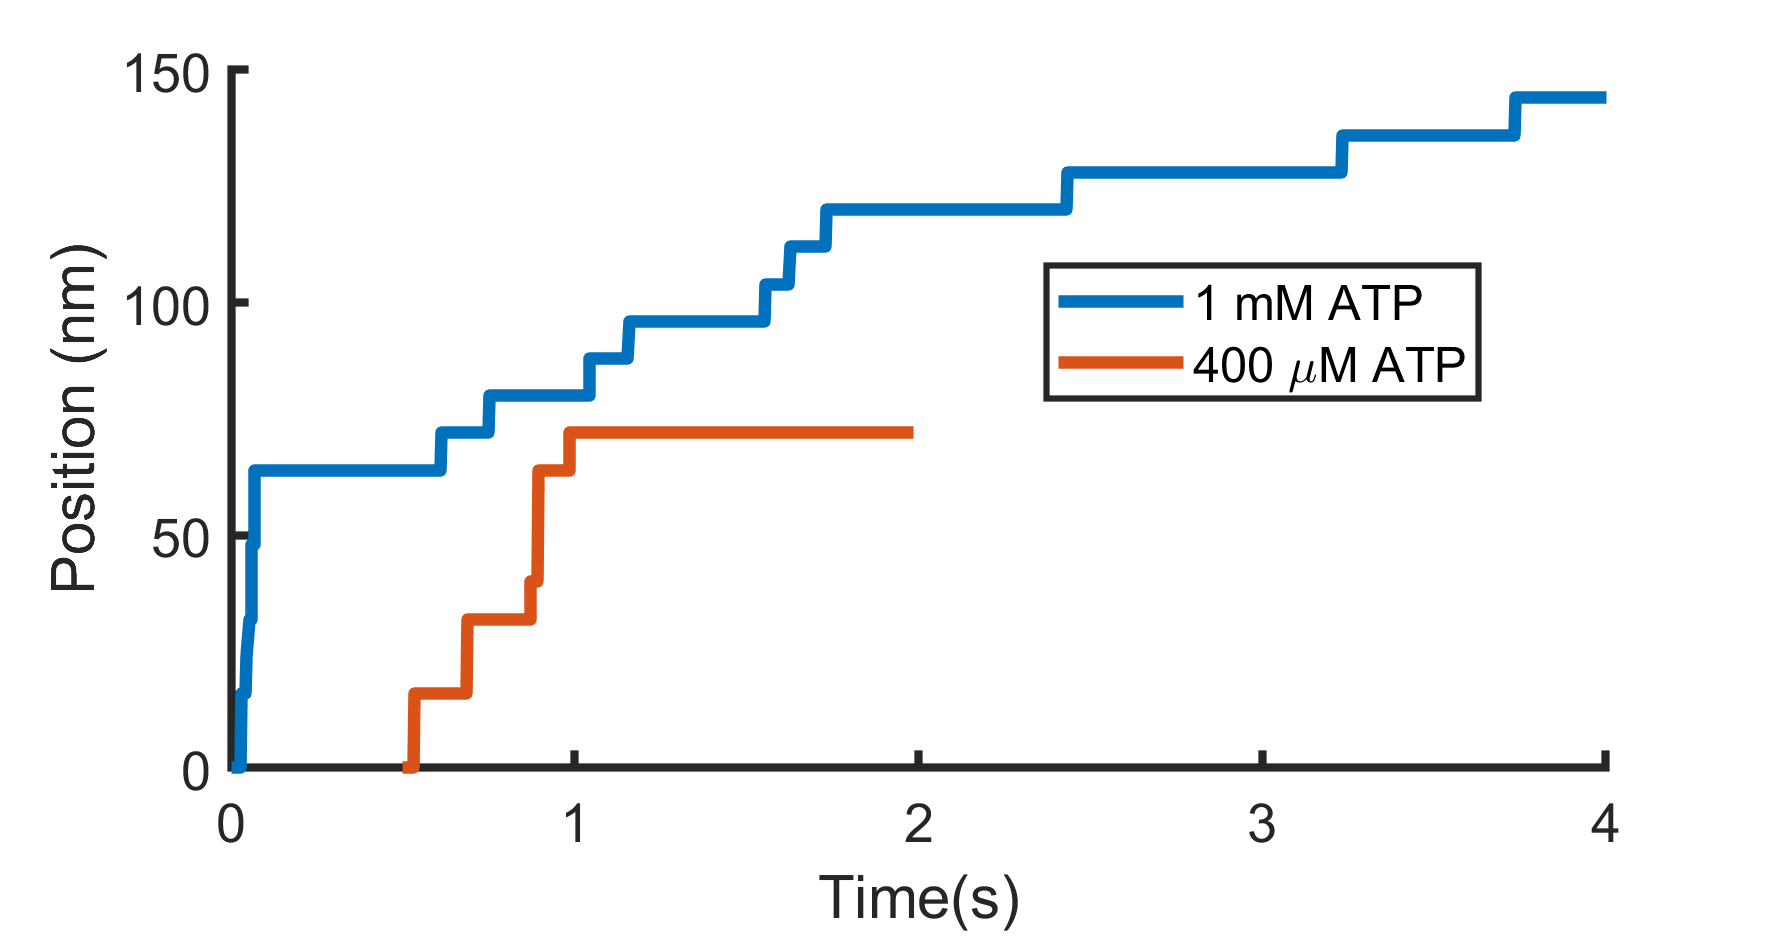 150
100
50
0
Position (nm)
1 mM ATP
400 μM ATP
0 1 2 3 4
Time(s)